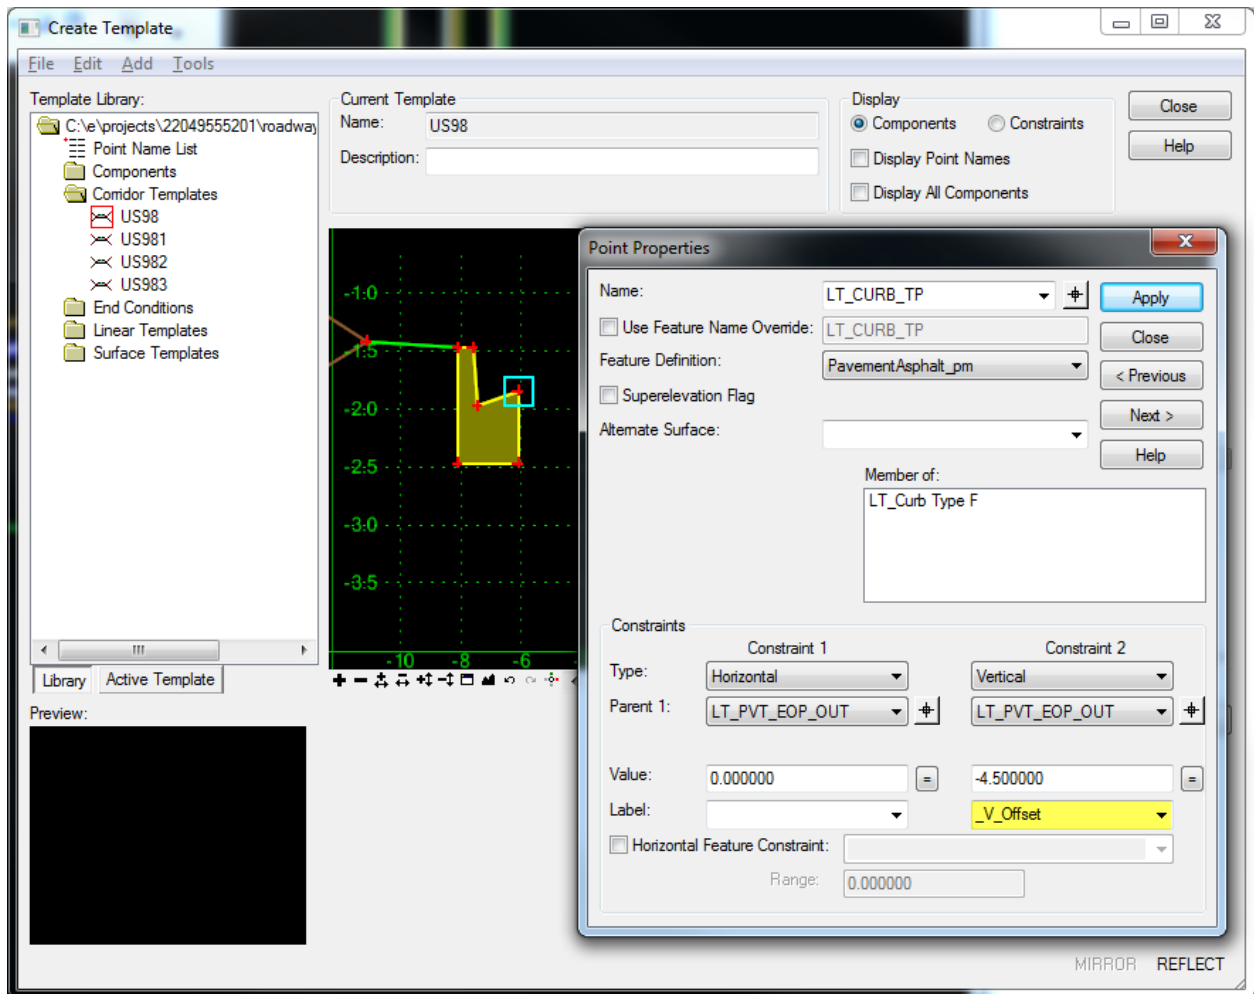 Create Template
File Edit Add Tools
Template Library:
C:\e\projects\22049555201\roadway
Point Name List
Components
Corridor Templates
US98
US981
US982
US983
End Conditions
Linear Templates
Surface Templates
Library Active Template
Preview:
Current Template
Name: US98
Description:
Display
Components Constraints
Display Point Names
Display All Components
Close
Help
-1.0
-1.5
-2.0
-2.5
-3.0
-3.5
-10 -8 -6
Point Properties
Name: LT_CURB_TP
Use Feature Name Override: LT_CURB_TP
Feature Definition: PavementAsphalt_pm
Superelevation Flag
Alternate Surface:
Apply
Close
< Previous
Next >
Help
Member of:
LT_Curb Type F
Constraints
Constraint 1 Constraint 2
Type: Horizontal Vertical
Parent 1: LT_PVT_EOP_OUT LT_PVT_EOP_OUT
Value: 0.000000 = -4.500000 =
Label: _V_Offset
Horizontal Feature Constraint:
Range: 0.000000
MIRROR REFLECT